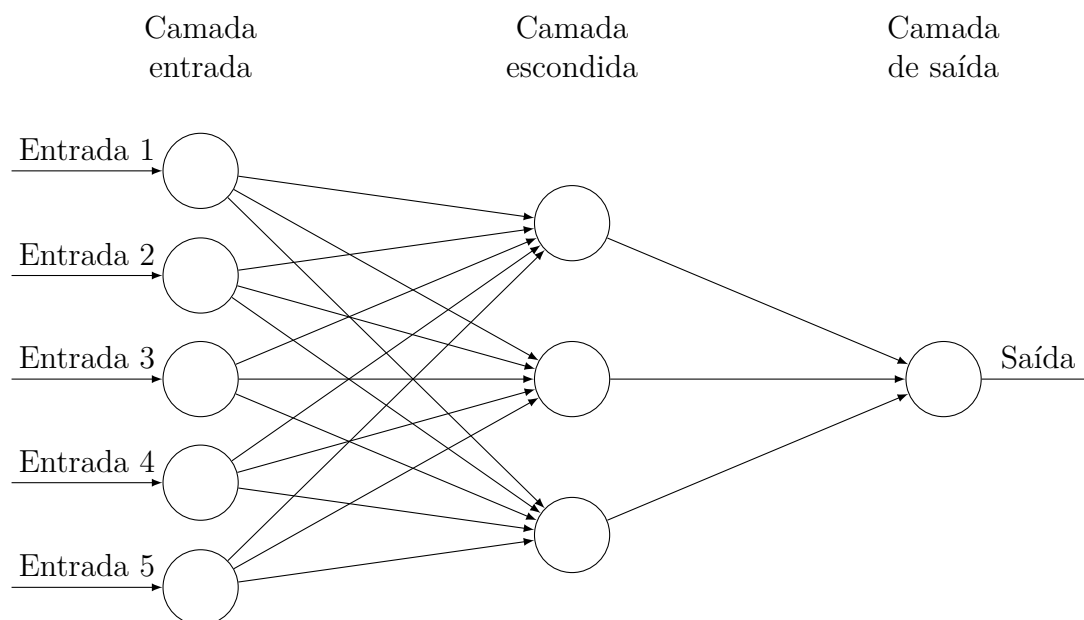 Camada
entrada
Camada
escondida
Camada
de saída
Entrada 1
Entrada 2
Entrada 3
Saída
Entrada 4
Entrada 5